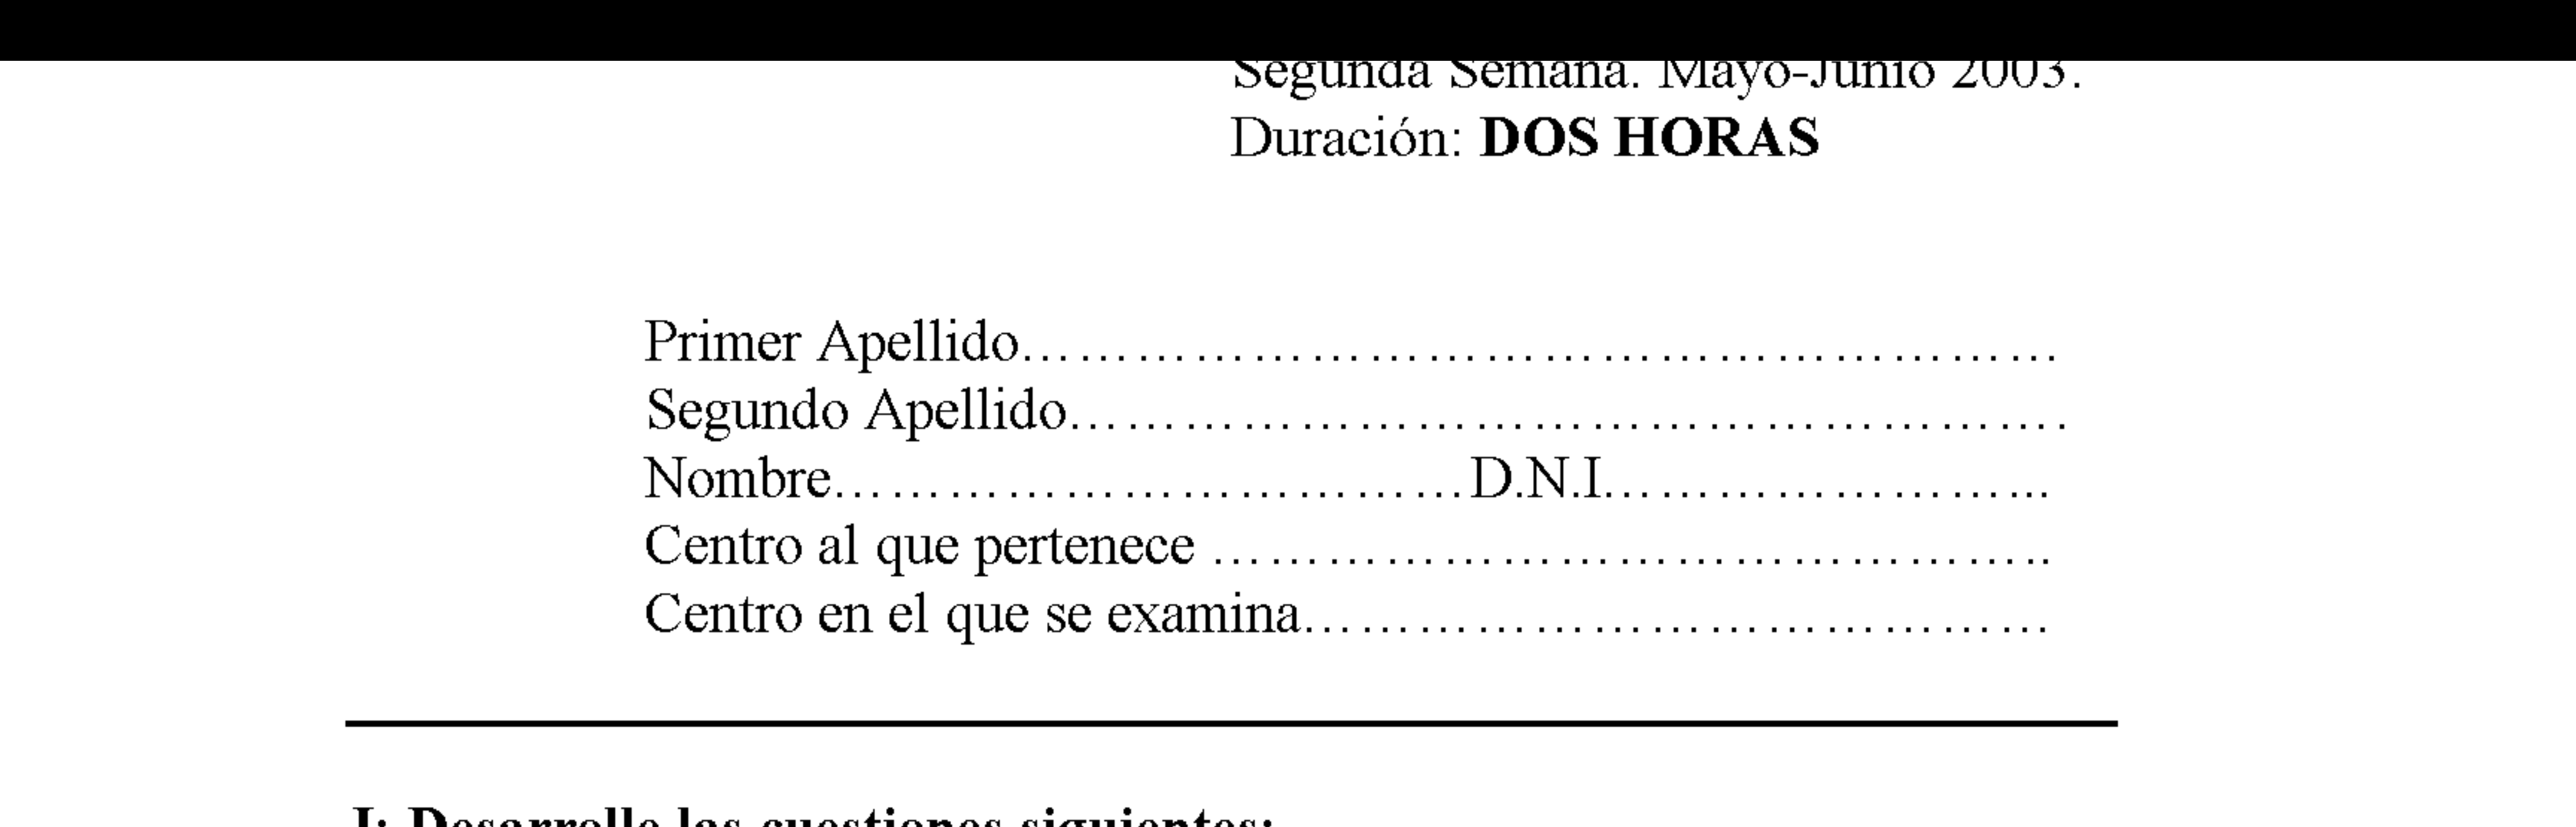 Segunda Semana. Mayo-Junio 2003.
Duración: DOS HORAS
Primer Apellido………………………………………………
Segundo Apellido…………………………………………….
Nombre……………………………D.N.I…………………...
Centro al que pertenece ……………………………………..
Centro en el que se examina…………………………………
I: Desarrolle las cuestiones siguientes: